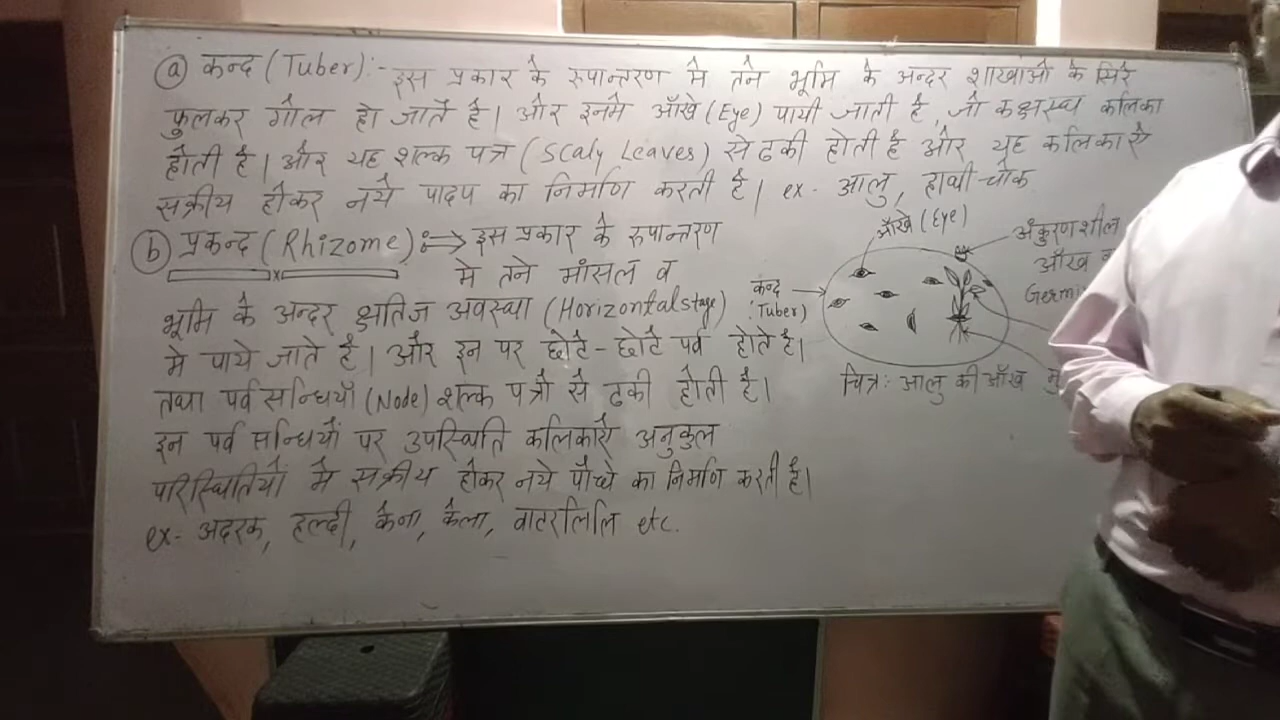 (a) कन्द (Tuber):- इस प्रकार के रुपान्तरण मे तने भूमि के अन्दर शाखाओ के सिरे
फुलकर गोल हो जाते है। और इनमे आँखे (Eye) पायी जाती है, जो कक्षस्थ कलिका
होती है। और यह शल्क पत्र (Scaly Leaves) से ढकी होती है और यह कलिकाऐ
सक्रीय होकर नये पादप का निर्माण करती है। ex- आलु, हाथी-चोक
(b) प्रकन्द (Rhizome) :⇒ इस प्रकार के रुपान्तरण
मे तने मांसल व
भूमि के अन्दर क्षतिज अवस्था (Horizontal stage)
मे पाये जाते है। और इन पर छोटे-छोटे पर्व होते है।
तथा पर्व सन्धियाँ (Node) शल्क पत्रो से ढकी होती है।
इन पर्व सन्धियों पर उपस्थिति कलिकाऐ अनुकुल
परिस्थितियों मे सक्रीय होकर नये पौधे का निर्माण करती है।
ex- अदरक, हल्दी, केना, केला, वाटरलिलि etc.
आँखे (Eye)
अंकुरणशील
आँख
Germi
कन्द
(Tuber)
चित्र: आलु की आँख